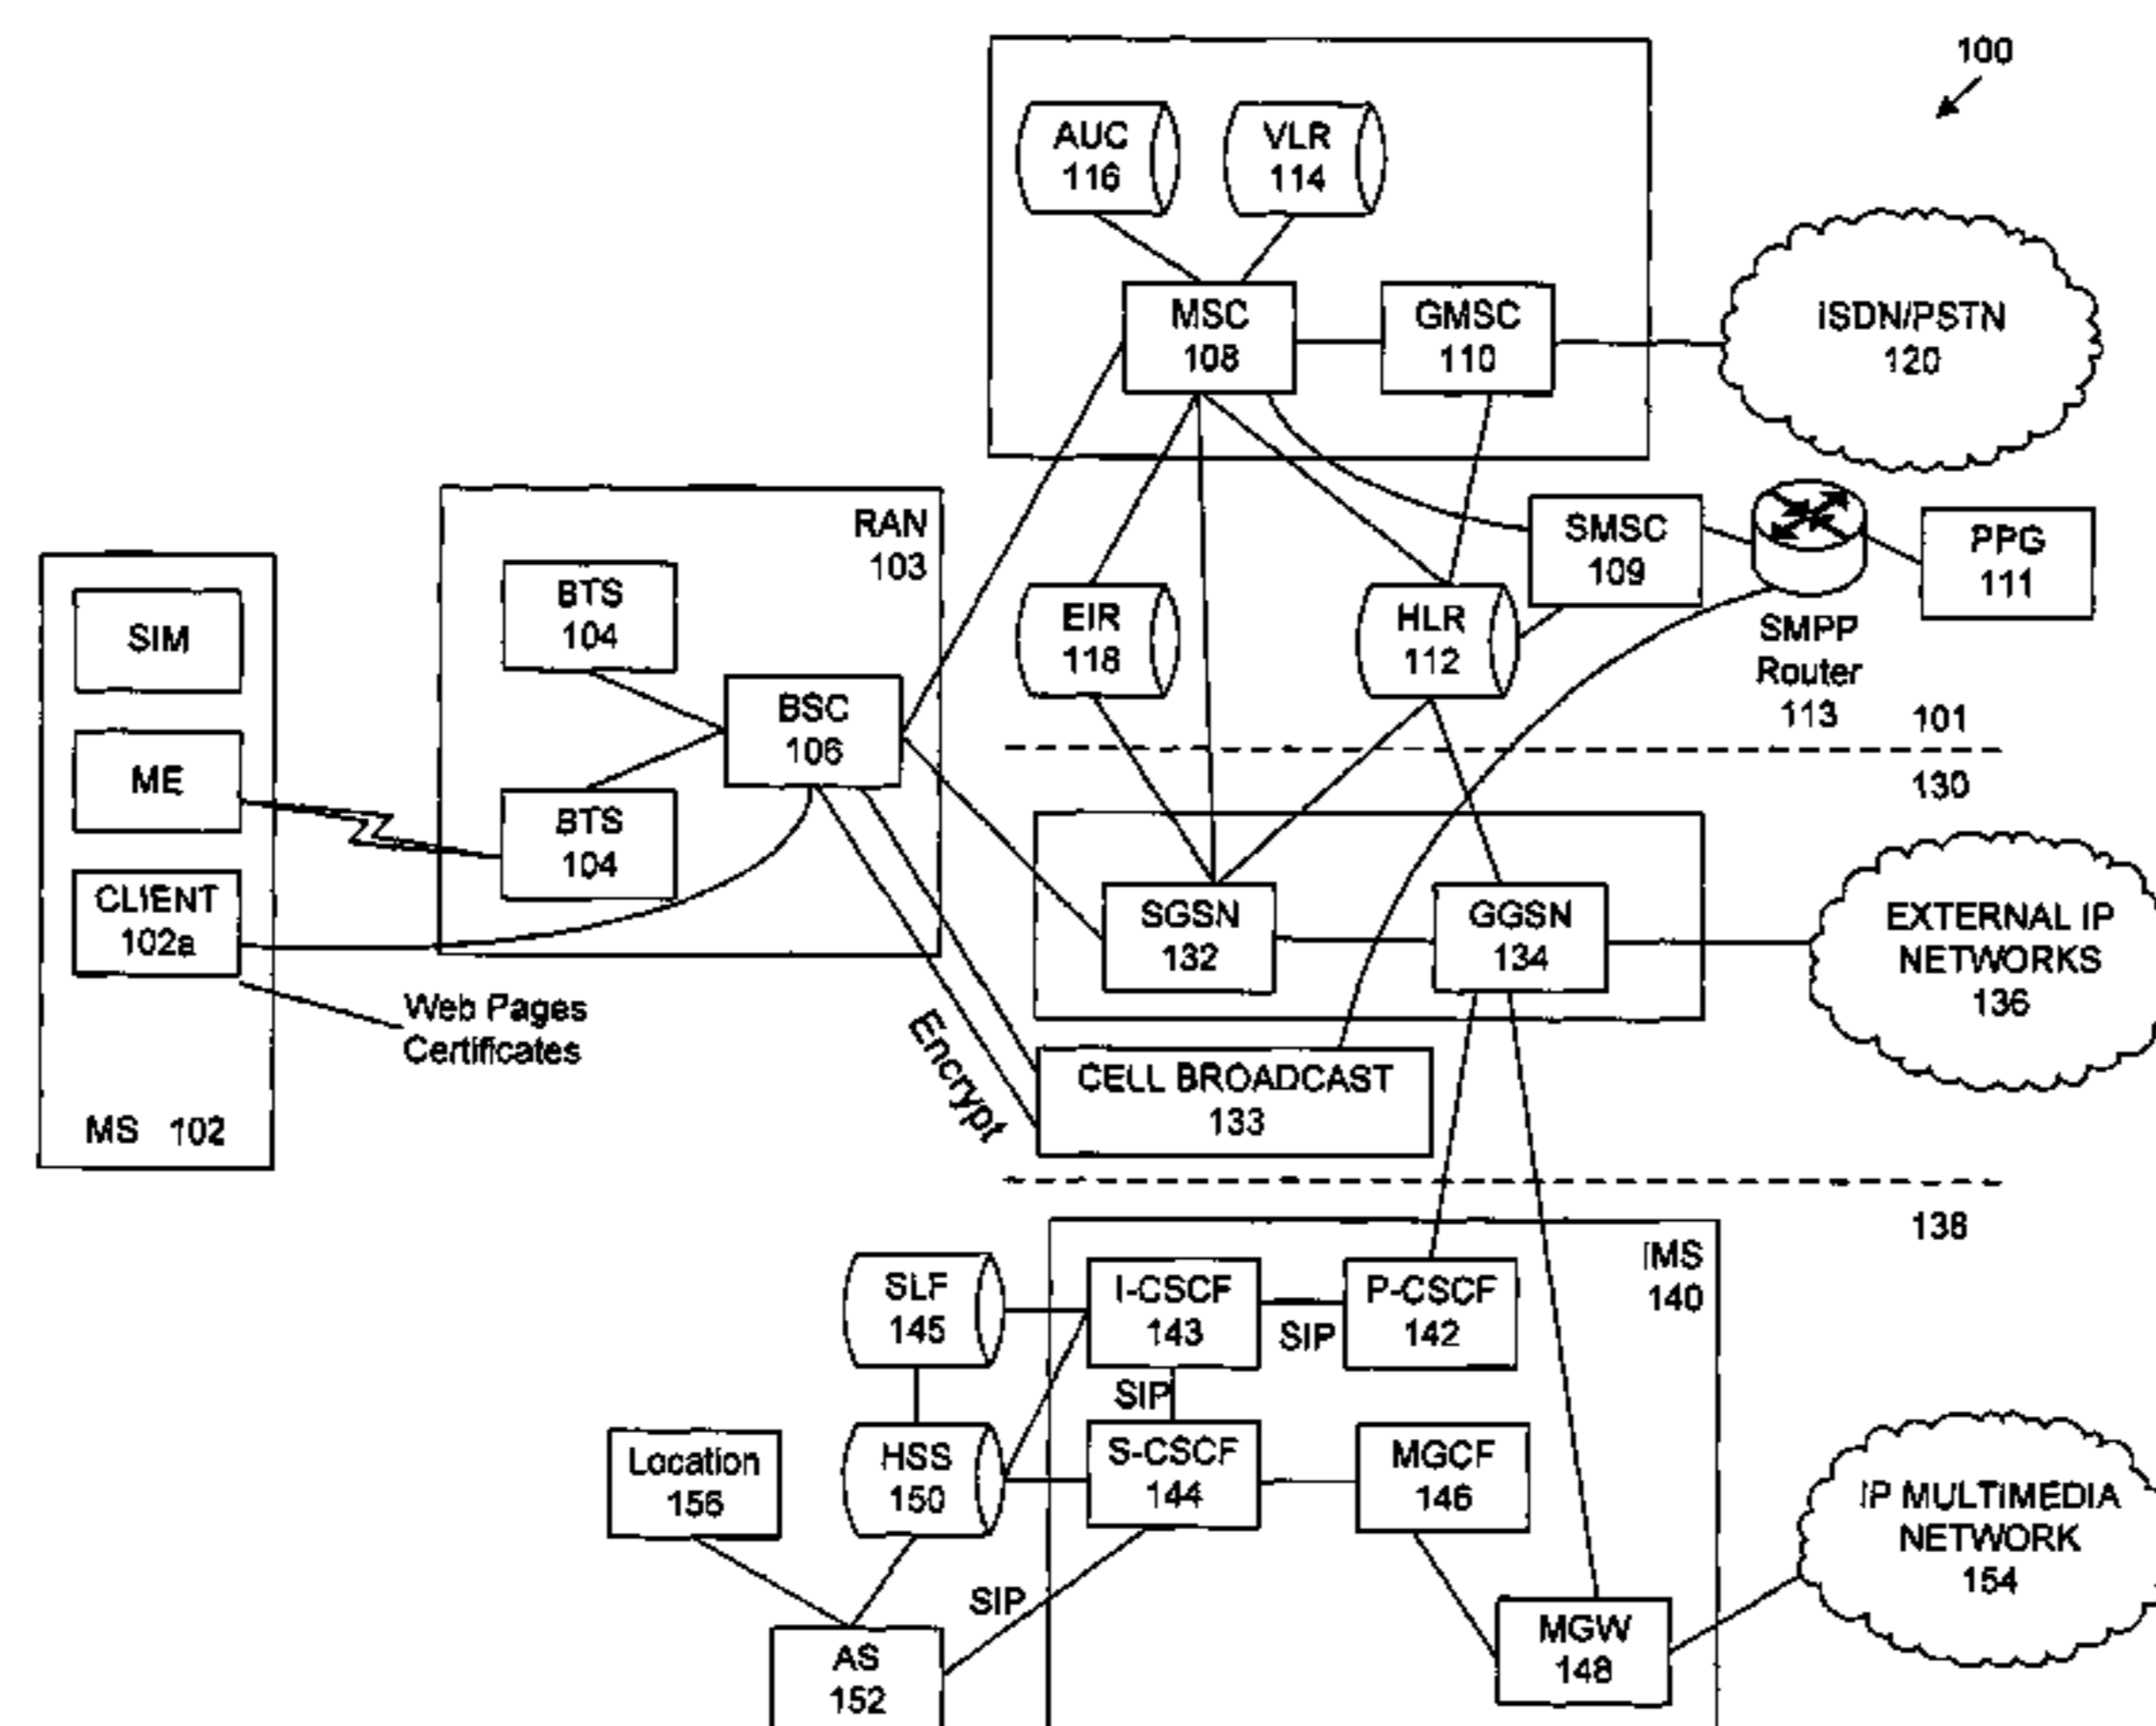 100
AUC
116
VLR
114
MSC
108
GMSC
110
ISDN/PSTN
120
RAN
103
SMSC
109
PPG
111
SMPP
Router
113
EIR
118
HLR
112
101
130
SIM
ME
CLIENT
102a
MS 102
BTS
104
BSC
106
BTS
104
Web Pages
Certificates
Encrypt
SGSN
132
GGSN
134
EXTERNAL IP
NETWORKS
136
CELL BROADCAST
133
138
IMS
140
SLF
145
I-CSCF
143
SIP
P-CSCF
142
SIP
Location
156
HSS
150
S-CSCF
144
MGCF
146
IP MULTIMEDIA
NETWORK
154
SIP
AS
152
MGW
148